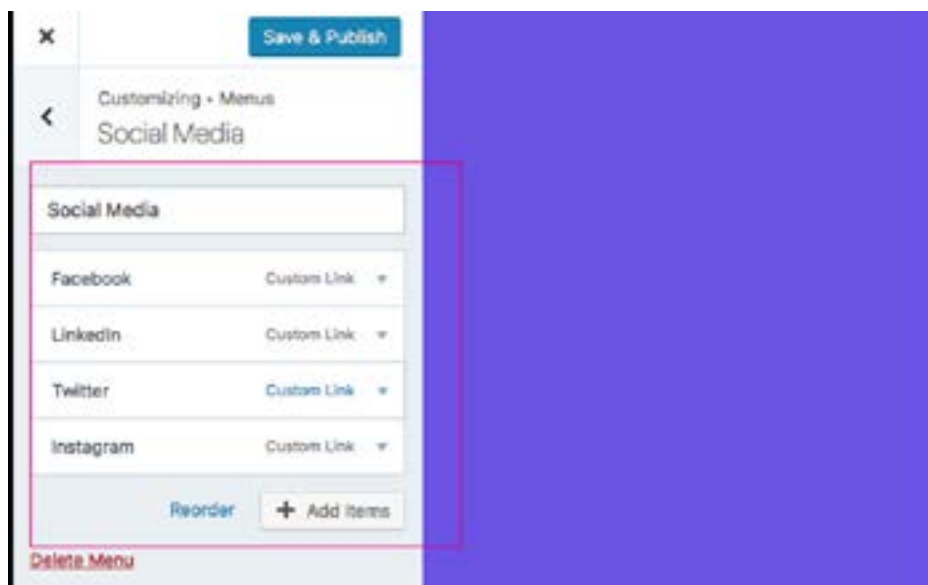 Save & Publish
Customizing • Menus
Social Media
Social Media
Facebook Custom Link
LinkedIn Custom Link
Twitter Custom Link
Instagram Custom Link
Reorder + Add Items
Delete Menu